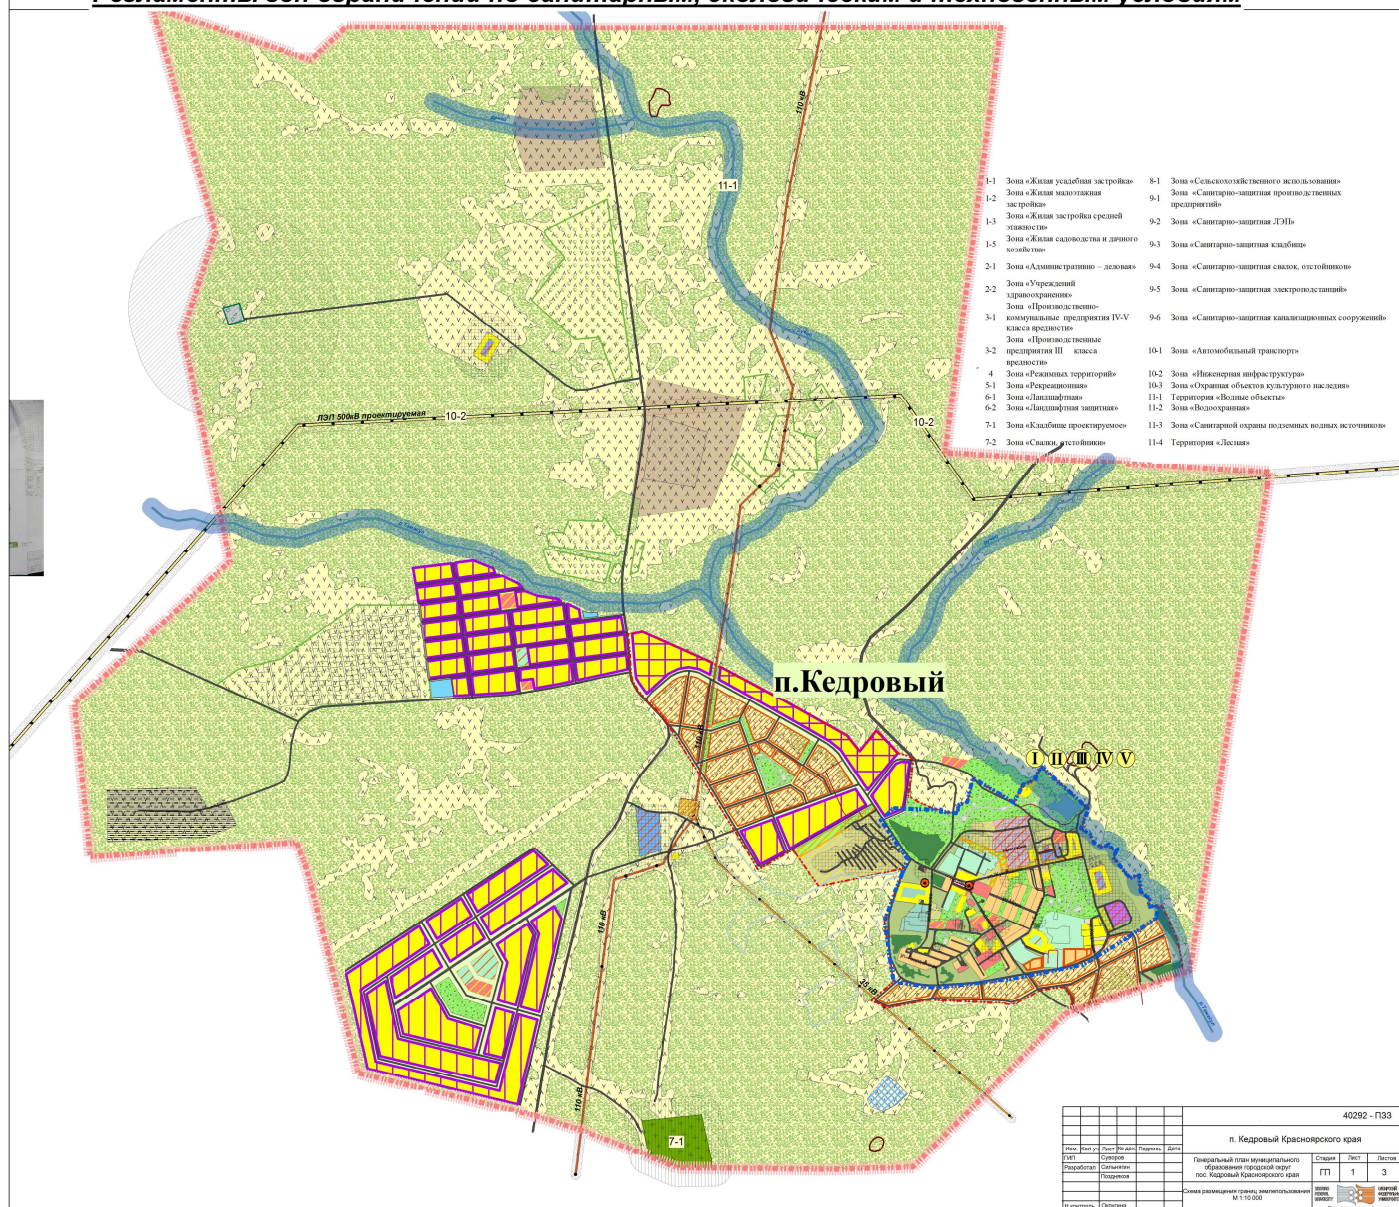 Регламенты зон ограничений по санитарным, экологическим и техногенным условиям
110 кВ
11-1
1-1 Зона «Жилая усадебная застройка»
1-2 Зона «Жилая малоэтажная
застройка»
1-3 Зона «Жилая застройка средней
этажности»
1-5 Зона «Жилая садоводства и дачного
хозяйства»
2-1 Зона «Административно – деловая»
2-2 Зона «Учреждений
здравоохранения»
3-1 Зона «Производственно-
коммунальные предприятия IV-V
класса вредности»
3-2 Зона «Производственные
предприятия III класса
вредности»
4 Зона «Режимных территорий»
5-1 Зона «Рекреационная»
6-1 Зона «Ландшафтная»
6-2 Зона «Ландшафтная защитная»
7-1 Зона «Кладбище проектируемое»
7-2 Зона «Свалки, отстойники»
8-1 Зона «Сельскохозяйственного использования»
9-1 Зона «Санитарно-защитная производственных
предприятий»
9-2 Зона «Санитарно-защитная ЛЭП»
9-3 Зона «Санитарно-защитная кладбищ»
9-4 Зона «Санитарно-защитная свалок, отстойников»
9-5 Зона «Санитарно-защитная электроподстанций»
9-6 Зона «Санитарно-защитная канализационных сооружений»
10-1 Зона «Автомобильный транспорт»
10-2 Зона «Инженерная инфраструктура»
10-3 Зона «Охранная объектов культурного наследия»
11-1 Территория «Водные объекты»
11-2 Зона «Водоохранная»
11-3 Зона «Санитарной охраны подземных водных источников»
11-4 Территория «Лесная»
ЛЭП 500кВ проектируемая
10-2
10-2
п.Кедровый
110 кВ
I II III IV V
110 кВ
35 кВ
110 кВ
7-1
40292 - ПЗЗ
п. Кедровый Красноярского края
Изм. Кол.уч Лист №док. Подпись Дата
ГИП Суворов
Разработал Сильнягин
Поздняков
Н.контроль
Генеральный план муниципального
образования городской округ
пос. Кедровый Красноярского края
Стадия Лист Листов
ГП 1 3
Схема размещения границ землепользования
М 1:10 000